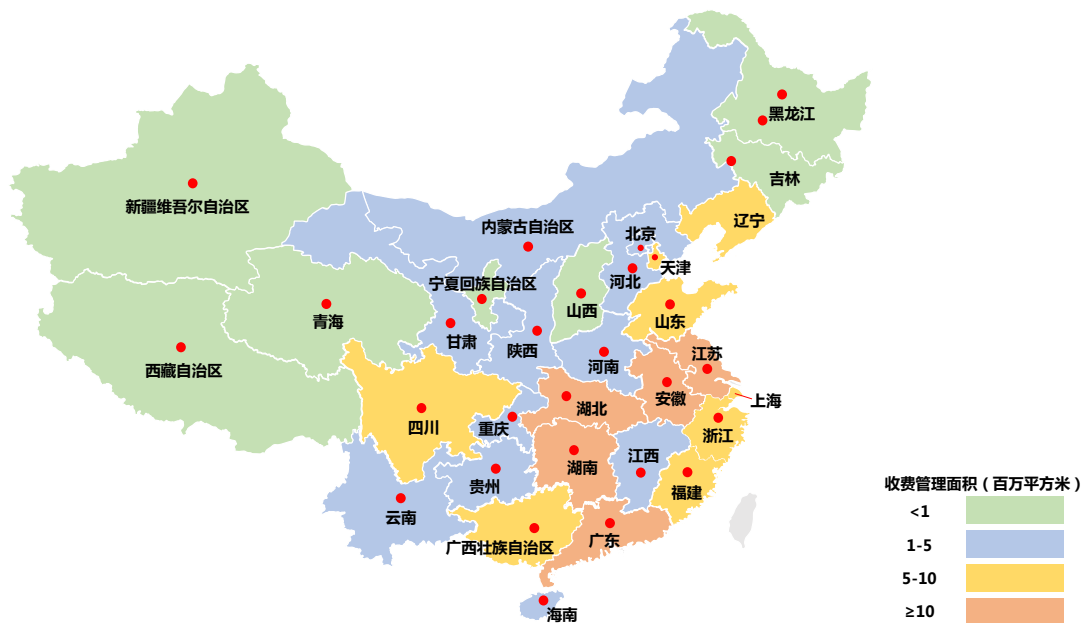 黑龙江
吉林
新疆维吾尔自治区
辽宁
内蒙古自治区
北京
天津
河北
宁夏回族自治区
山西
青海
山东
甘肃
陕西
河南
江苏
西藏自治区
安徽
上海
湖北
四川
重庆
浙江
江西
湖南
贵州
福建
云南
广西壮族自治区
广东
海南
收费管理面积（百万平方米）
<1
1-5
5-10
≥10